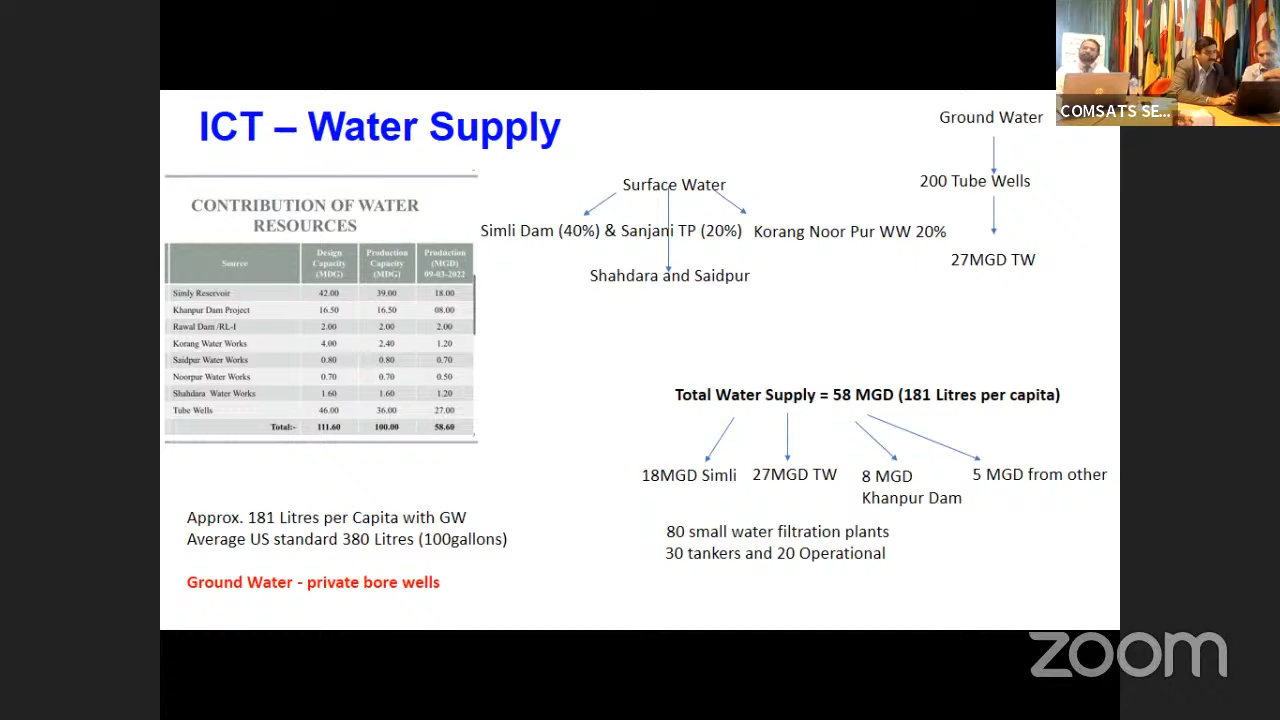 ICT – Water Supply
CONTRIBUTION OF WATER
RESOURCES
Source Design Capacity (MDG) Production Capacity (MDG) Production (MGD) 09-03-2022
Simly Reservoir 42.00 39.00 18.00
Khanpur Dam Project 16.50 16.50 08.00
Rawal Dam /RL-I 2.00 2.00 2.00
Korang Water Works 4.00 2.40 1.20
Saidpur Water Works 0.80 0.80 0.70
Noorpur Water Works 0.70 0.70 0.50
Shahdara Water Works 1.60 1.60 1.20
Tube Wells 46.00 36.00 27.00
Total:- 111.60 100.00 58.60
Surface Water
Simli Dam (40%) & Sanjani TP (20%) Korang Noor Pur WW 20%
Shahdara and Saidpur
Ground Water
200 Tube Wells
27MGD TW
Total Water Supply = 58 MGD (181 Litres per capita)
18MGD Simli 27MGD TW 8 MGD Khanpur Dam 5 MGD from other
80 small water filtration plants
30 tankers and 20 Operational
Approx. 181 Litres per Capita with GW
Average US standard 380 Litres (100gallons)
Ground Water - private bore wells
COMSATS SE...
zoom